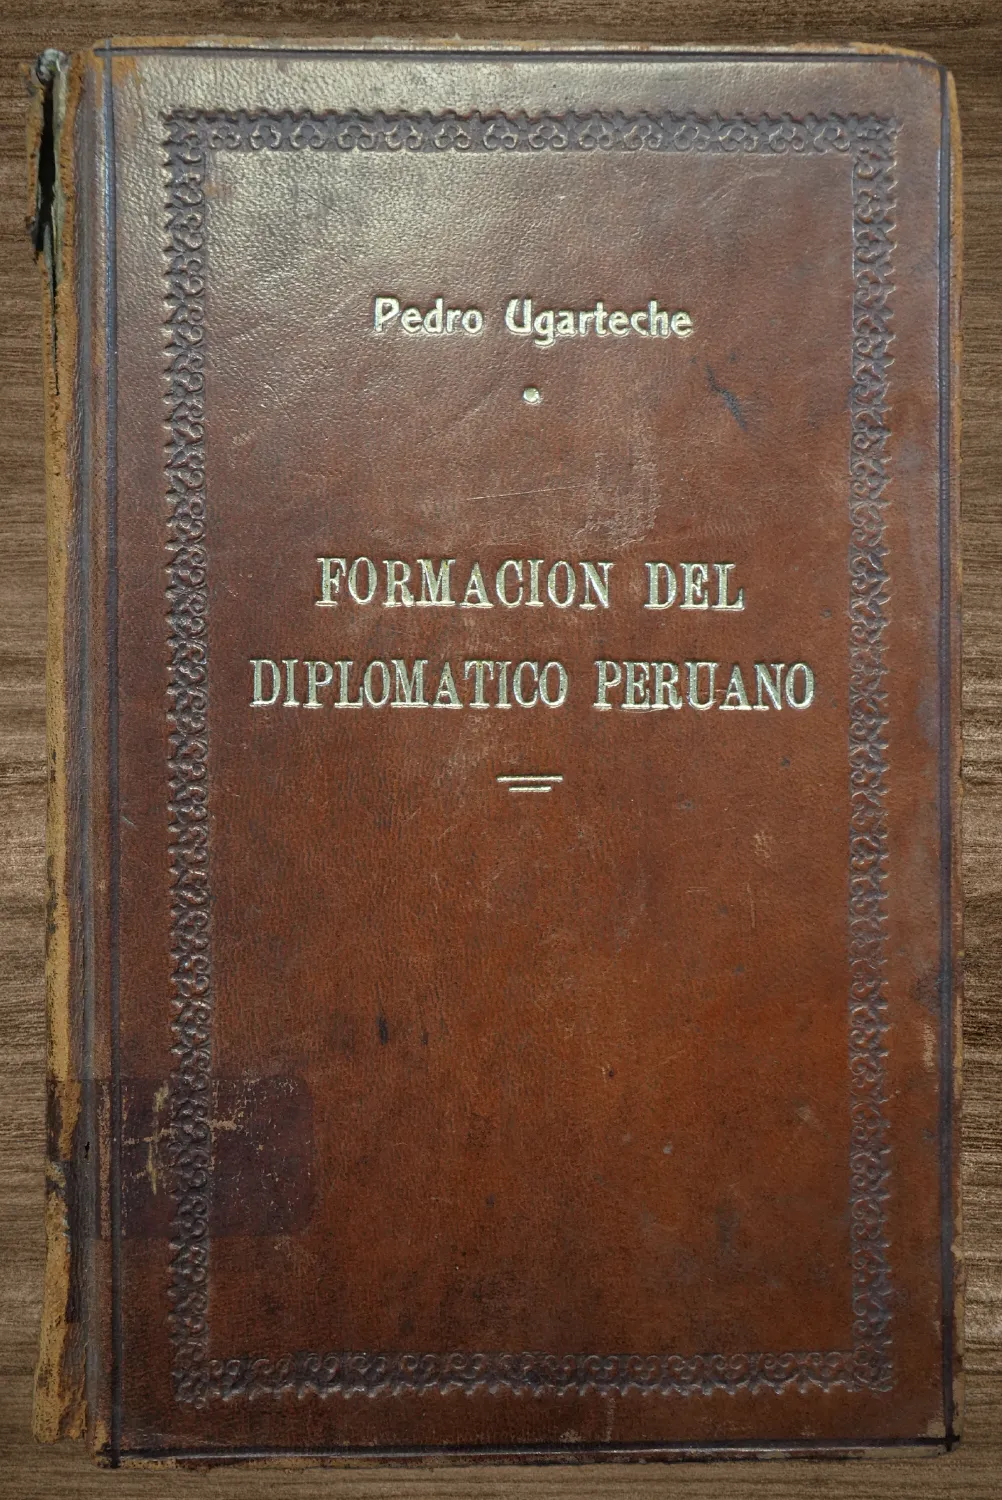 Pedro Ugarteche
FORMACION DEL
DIPLOMATICO PERUANO